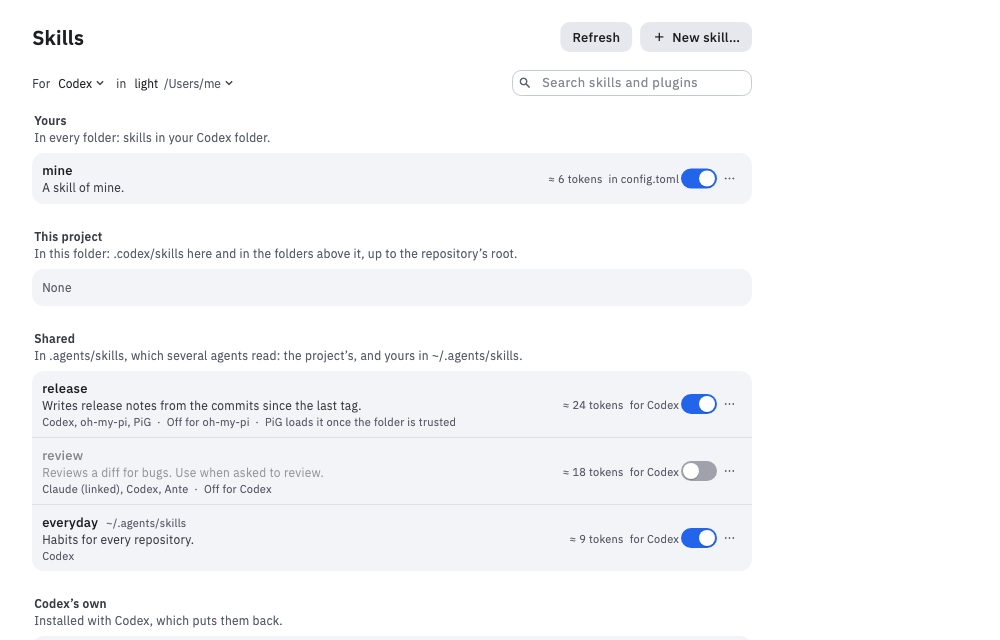 Skills
Refresh
+ New skill...
For Codex in light /Users/me
Search skills and plugins
Yours
In every folder: skills in your Codex folder.
mine
A skill of mine.
≈ 6 tokens in config.toml
This project
In this folder: .codex/skills here and in the folders above it, up to the repository’s root.
None
Shared
In .agents/skills, which several agents read: the project’s, and yours in ~/.agents/skills.
release
Writes release notes from the commits since the last tag.
Codex, oh-my-pi, PiG · Off for oh-my-pi · PiG loads it once the folder is trusted
≈ 24 tokens for Codex
review
Reviews a diff for bugs. Use when asked to review.
Claude (linked), Codex, Ante · Off for Codex
≈ 18 tokens for Codex
everyday ~/.agents/skills
Habits for every repository.
Codex
≈ 9 tokens for Codex
Codex’s own
Installed with Codex, which puts them back.